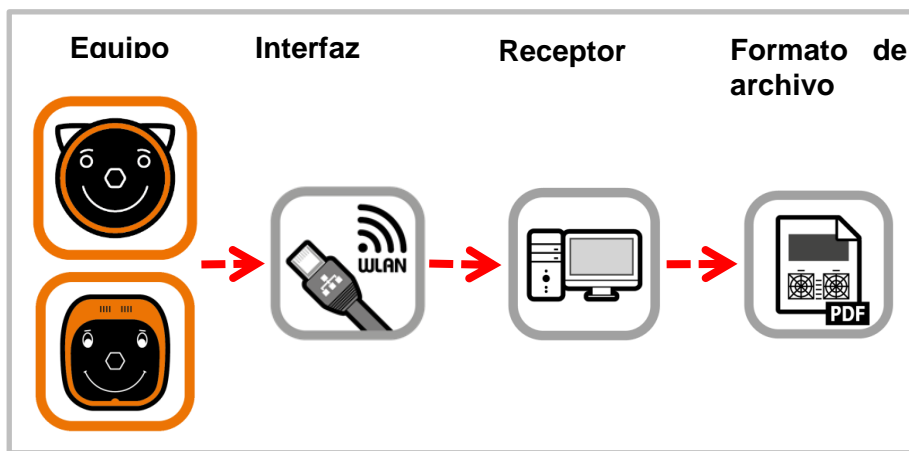 Equipo
Interfaz
Receptor
Formato de
archivo
WLAN
PDF